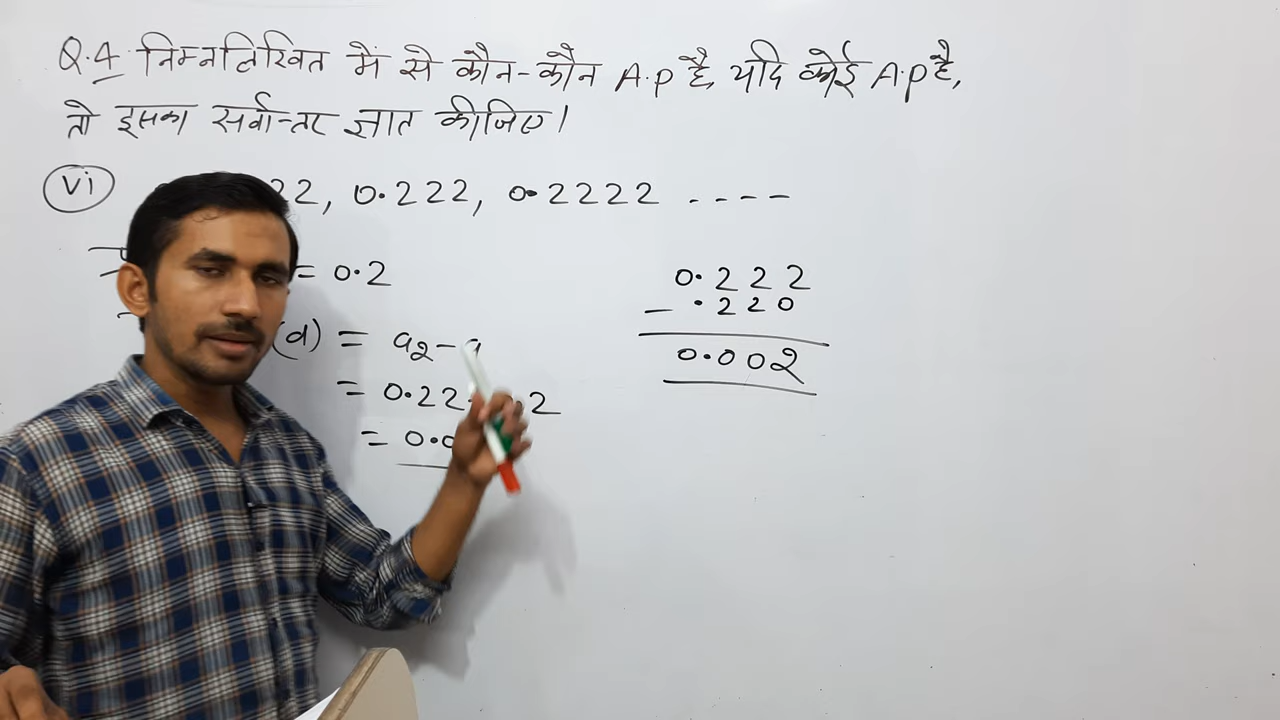 Q.4 निम्नलिखित में से कौन-कौन A.P है, यदि कोई A.P है,
तो इसका सर्वान्तर ज्ञात कीजिए।
vi 22, 0.222, 0.2222 ----
= 0.2
(d) = a2 -
= 0.22 .2
= 0.0
0.222
- .220
0.002